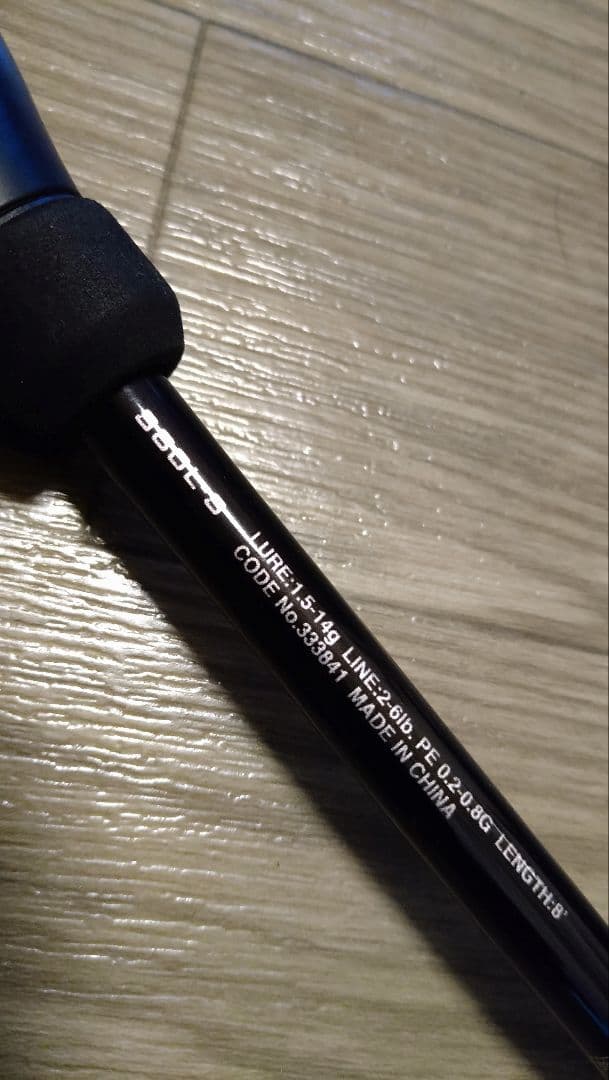 LURE:1.5-14g LINE:2-6lb. PE 0.2-0.8G LENGTH:8'
CODE No.333841 MADE IN CHINA